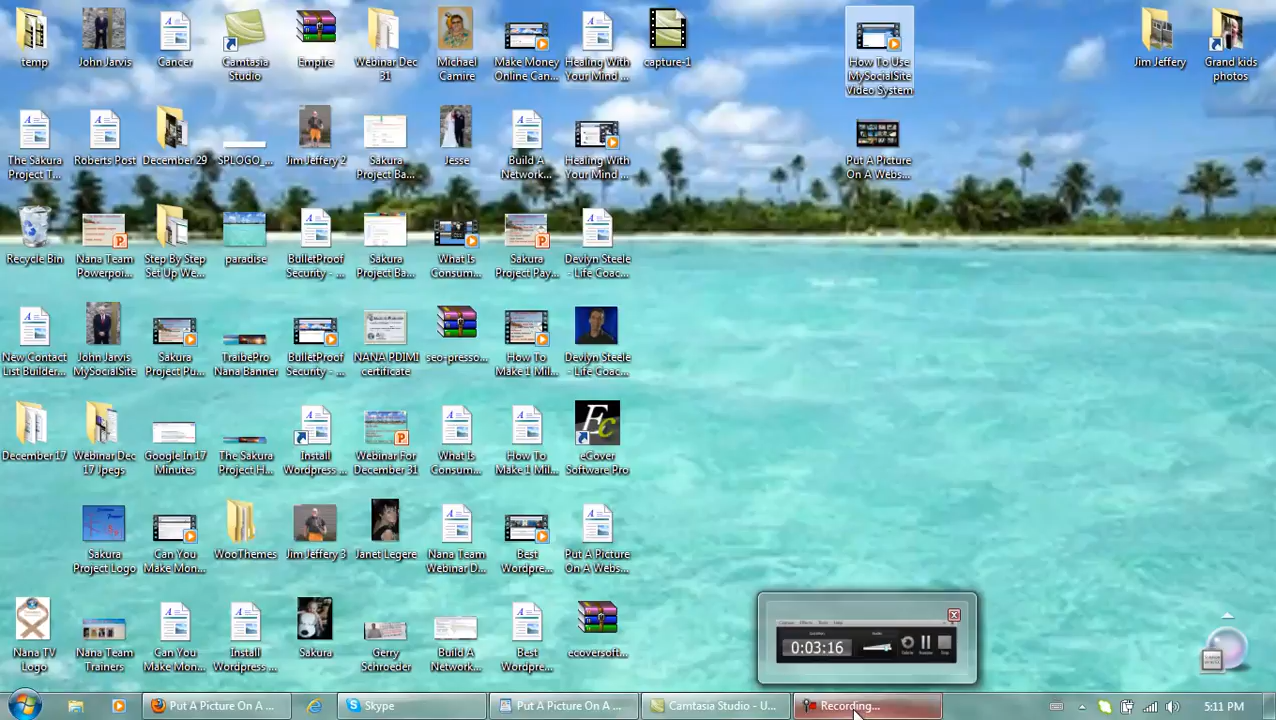 temp
John Jarvis
Cancer
Camtasia
Studio
Empire
Webinar Dec
31
Michael
Camire
Make Money
Online Can...
Healing With
Your Mind ...
capture-1
How To Use
MySocialSite
Video System
Jim Jeffery
Grand kids
photos
The Sakura
Project T...
Roberts Post
December 29
SPLOGO_...
Jim Jeffery 2
Sakura
Project Ba...
Jesse
Build A
Network...
Healing With
Your Mind ...
Put A Picture
On A Webs...
Recycle Bin
Nana Team
Powerpoi...
Step By Step
Set Up We...
paradise
BulletProof
Security - ...
Sakura
Project Ba...
What Is
Consum...
Sakura
Project Pay...
Devlyn Steele
- Life Coac...
New Contact
List Builder...
John Jarvis
MySocialSite
Sakura
Project Pu...
TraibePro
Nana Banner
BulletProof
Security - ...
NANA PDIMI
certificate
seo-presso...
How To
Make 1 Mil...
Devlyn Steele
- Life Coac...
December 17
Webinar Dec
17 Jpegs
Google In 17
Minutes
The Sakura
Project H...
Install
Wordpress ...
Webinar For
December 31
What Is
Consum...
How To
Make 1 Mil...
eCover
Software Pro
Sakura
Project Logo
Can You
Make Mon...
WooThemes
Jim Jeffery 3
Janet Legere
Nana Team
Webinar D...
Best
Wordpre...
Put A Picture
On A Webs...
Nana TV
Logo
Nana Team
Trainers
Can You
Make Mon...
Install
Wordpress ...
Sakura
Gerry
Schroeder
Build A
Network...
Best
Wordpre...
ecoversoft...
0:03:16
Put A Picture On A ...
Skype
Put A Picture On A ...
Camtasia Studio - U...
Recording...
5:11 PM